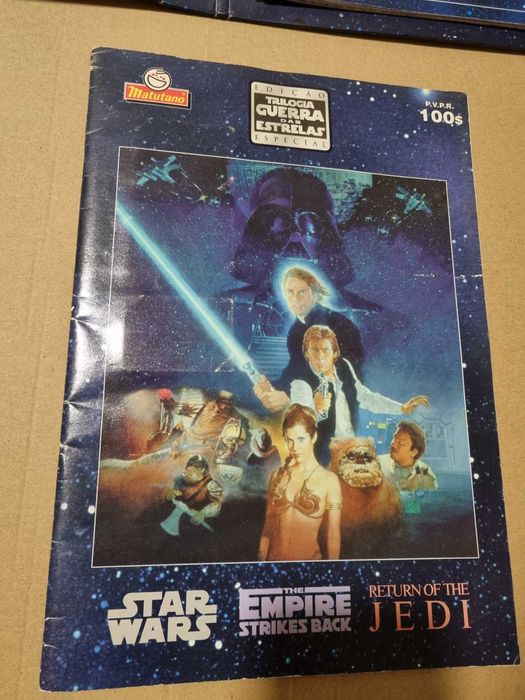 Matutano
EDIÇÃO
TRILOGIA
GUERRA
DAS
ESTRELAS
ESPECIAL
P.V.P.R.
100$
STAR
WARS
THE
EMPIRE
STRIKES BACK
RETURN OF THE
JEDI